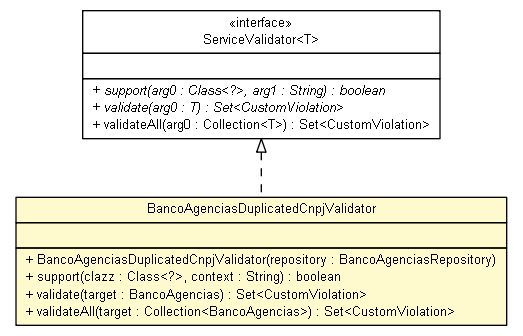 «interface»
ServiceValidator<T>
+ support(arg0 : Class<?>, arg1 : String) : boolean
+ validate(arg0 : T) : Set<CustomViolation>
+ validateAll(arg0 : Collection<T>) : Set<CustomViolation>
BancoAgenciasDuplicatedCnpjValidator
+ BancoAgenciasDuplicatedCnpjValidator(repository : BancoAgenciasRepository)
+ support(clazz : Class<?>, context : String) : boolean
+ validate(target : BancoAgencias) : Set<CustomViolation>
+ validateAll(target : Collection<BancoAgencias>) : Set<CustomViolation>